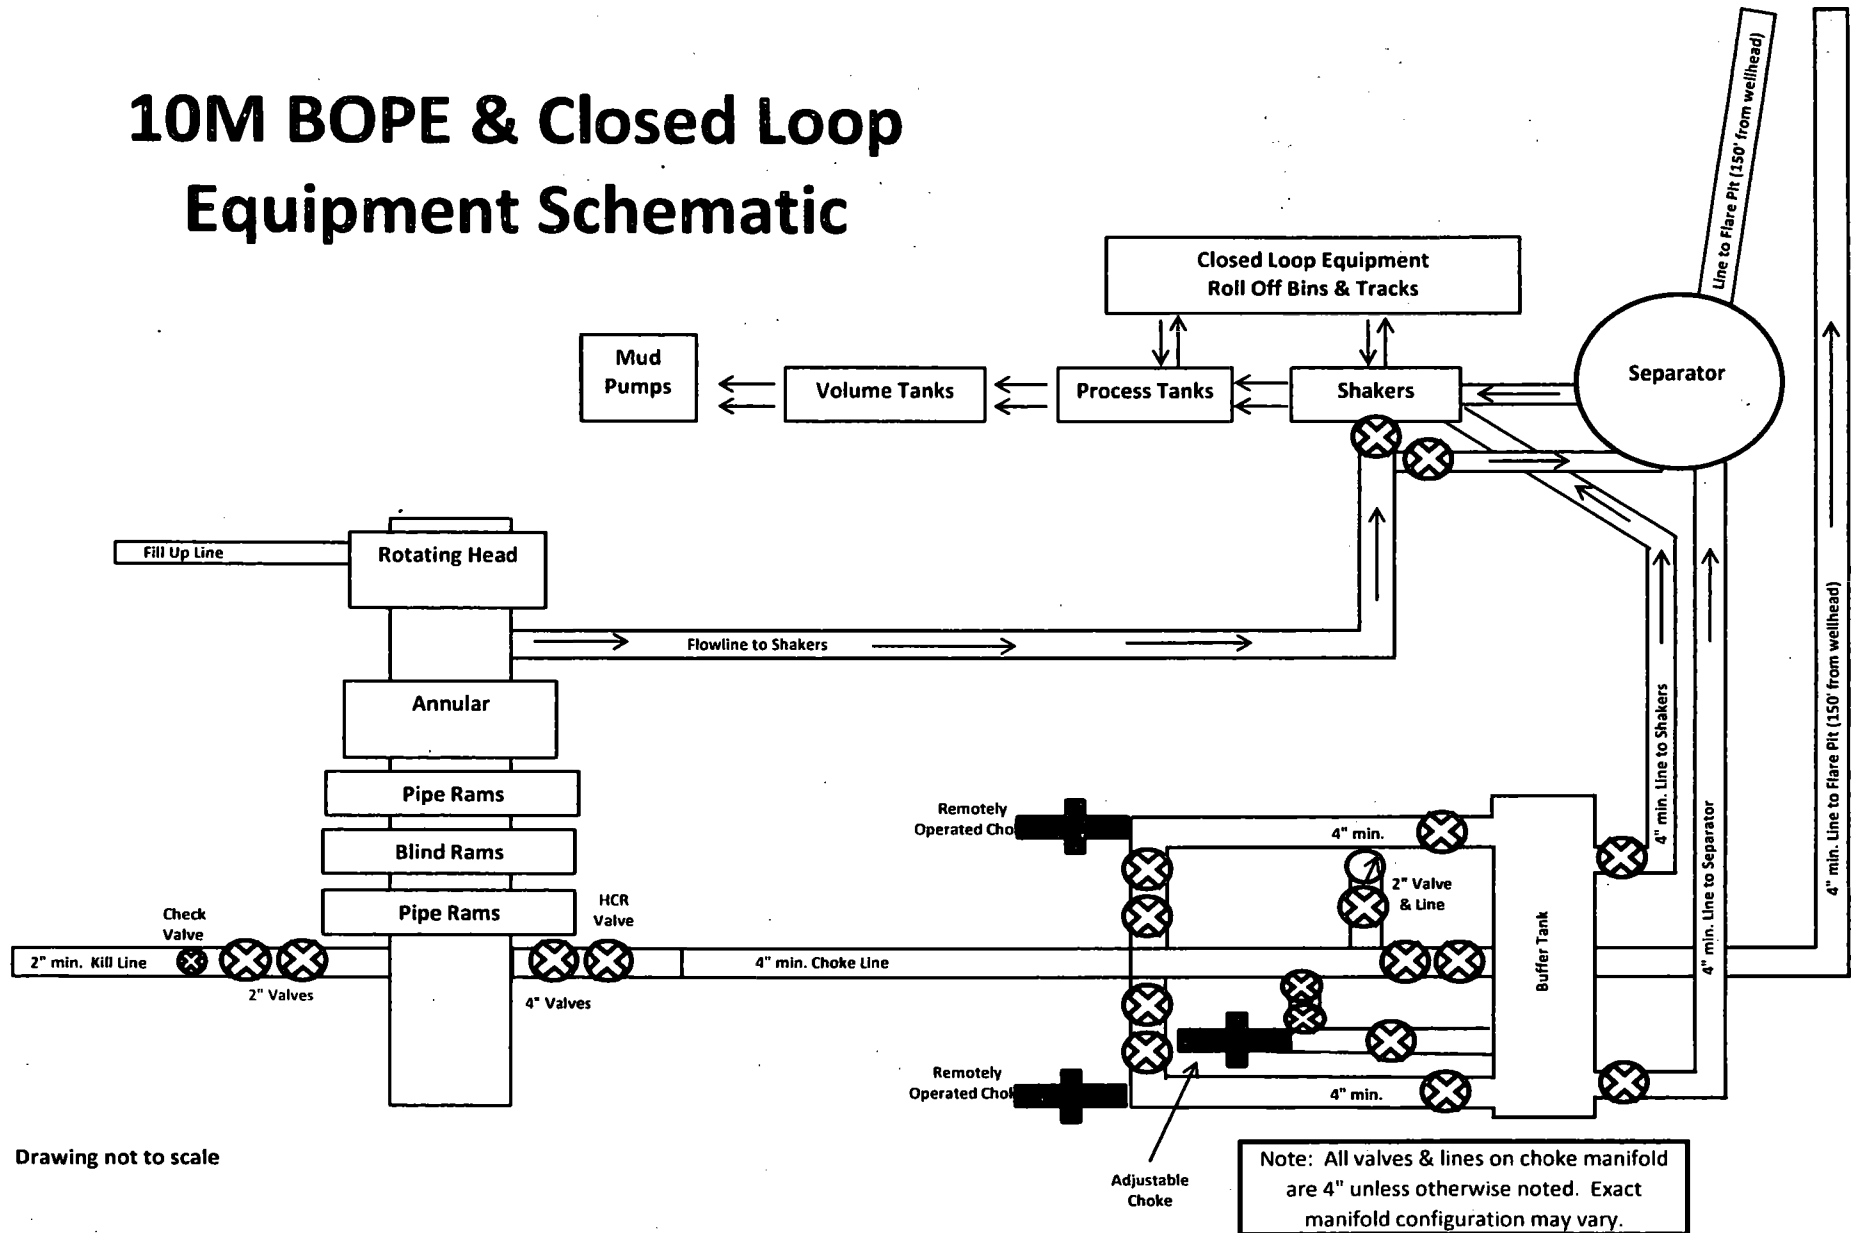 10M BOPE & Closed Loop
Equipment Schematic
Line to Flare Pit (150' from wellhead)
Closed Loop Equipment
Roll Off Bins & Tracks
Mud
Pumps
Volume Tanks
Process Tanks
Shakers
Separator
Fill Up Line
Rotating Head
Flowline to Shakers
Annular
Pipe Rams
Blind Rams
Pipe Rams
Check
Valve
HCR
Valve
2" min. Kill Line
2" Valves
4" Valves
4" min. Choke Line
Remotely
Operated Cho
4" min.
2" Valve
& Line
Buffer Tank
4" min. Line to Shakers
4" min. Line to Separator
4" min. Line to Flare Pit (150' from wellhead)
Remotely
Operated Chok
4" min.
Adjustable
Choke
Drawing not to scale
Note: All valves & lines on choke manifold
are 4" unless otherwise noted. Exact
manifold configuration may vary.